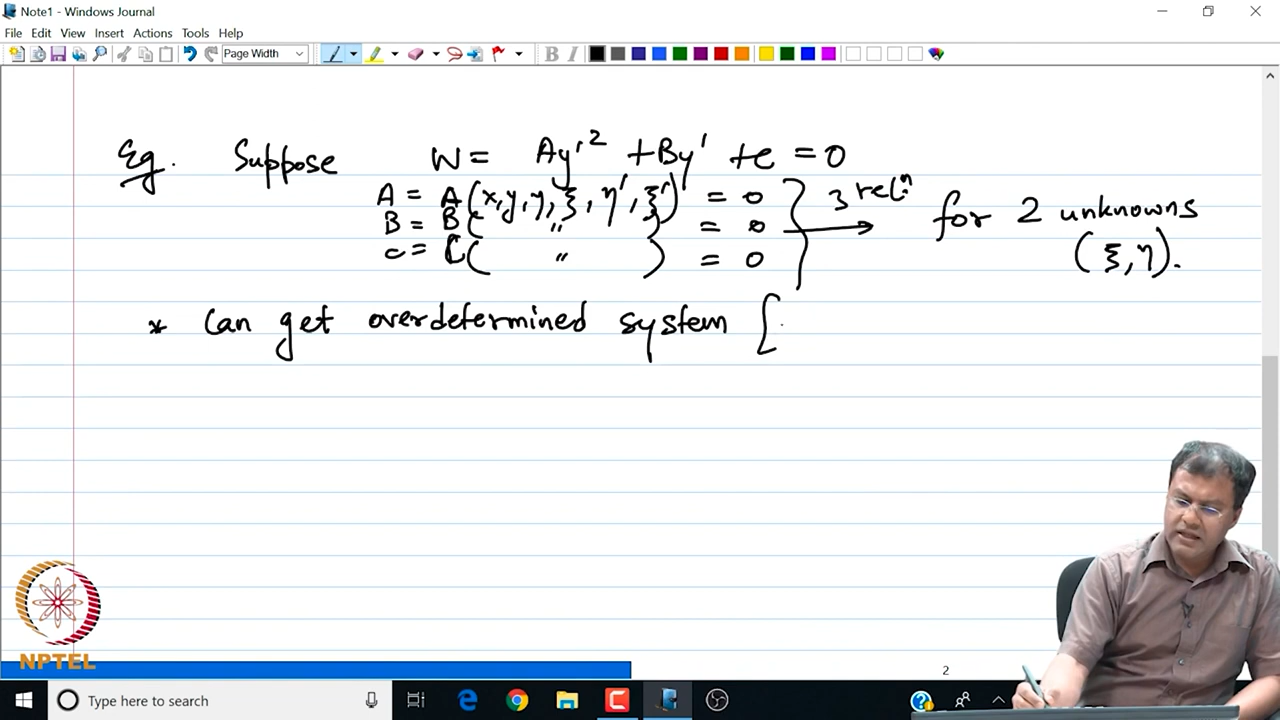 Note1 - Windows Journal
File Edit View Insert Actions Tools Help
Page Width
B I
Eg. Suppose W = Ay'² + By' + C = 0
A = A(x, y, η, ξ, η', ξ') = 0
B = B( " ) = 0
C = C( " ) = 0
3 relⁿ. for 2 unknowns
(ξ, η).
* Can get overdetermined system [
NPTEL
2
Type here to search